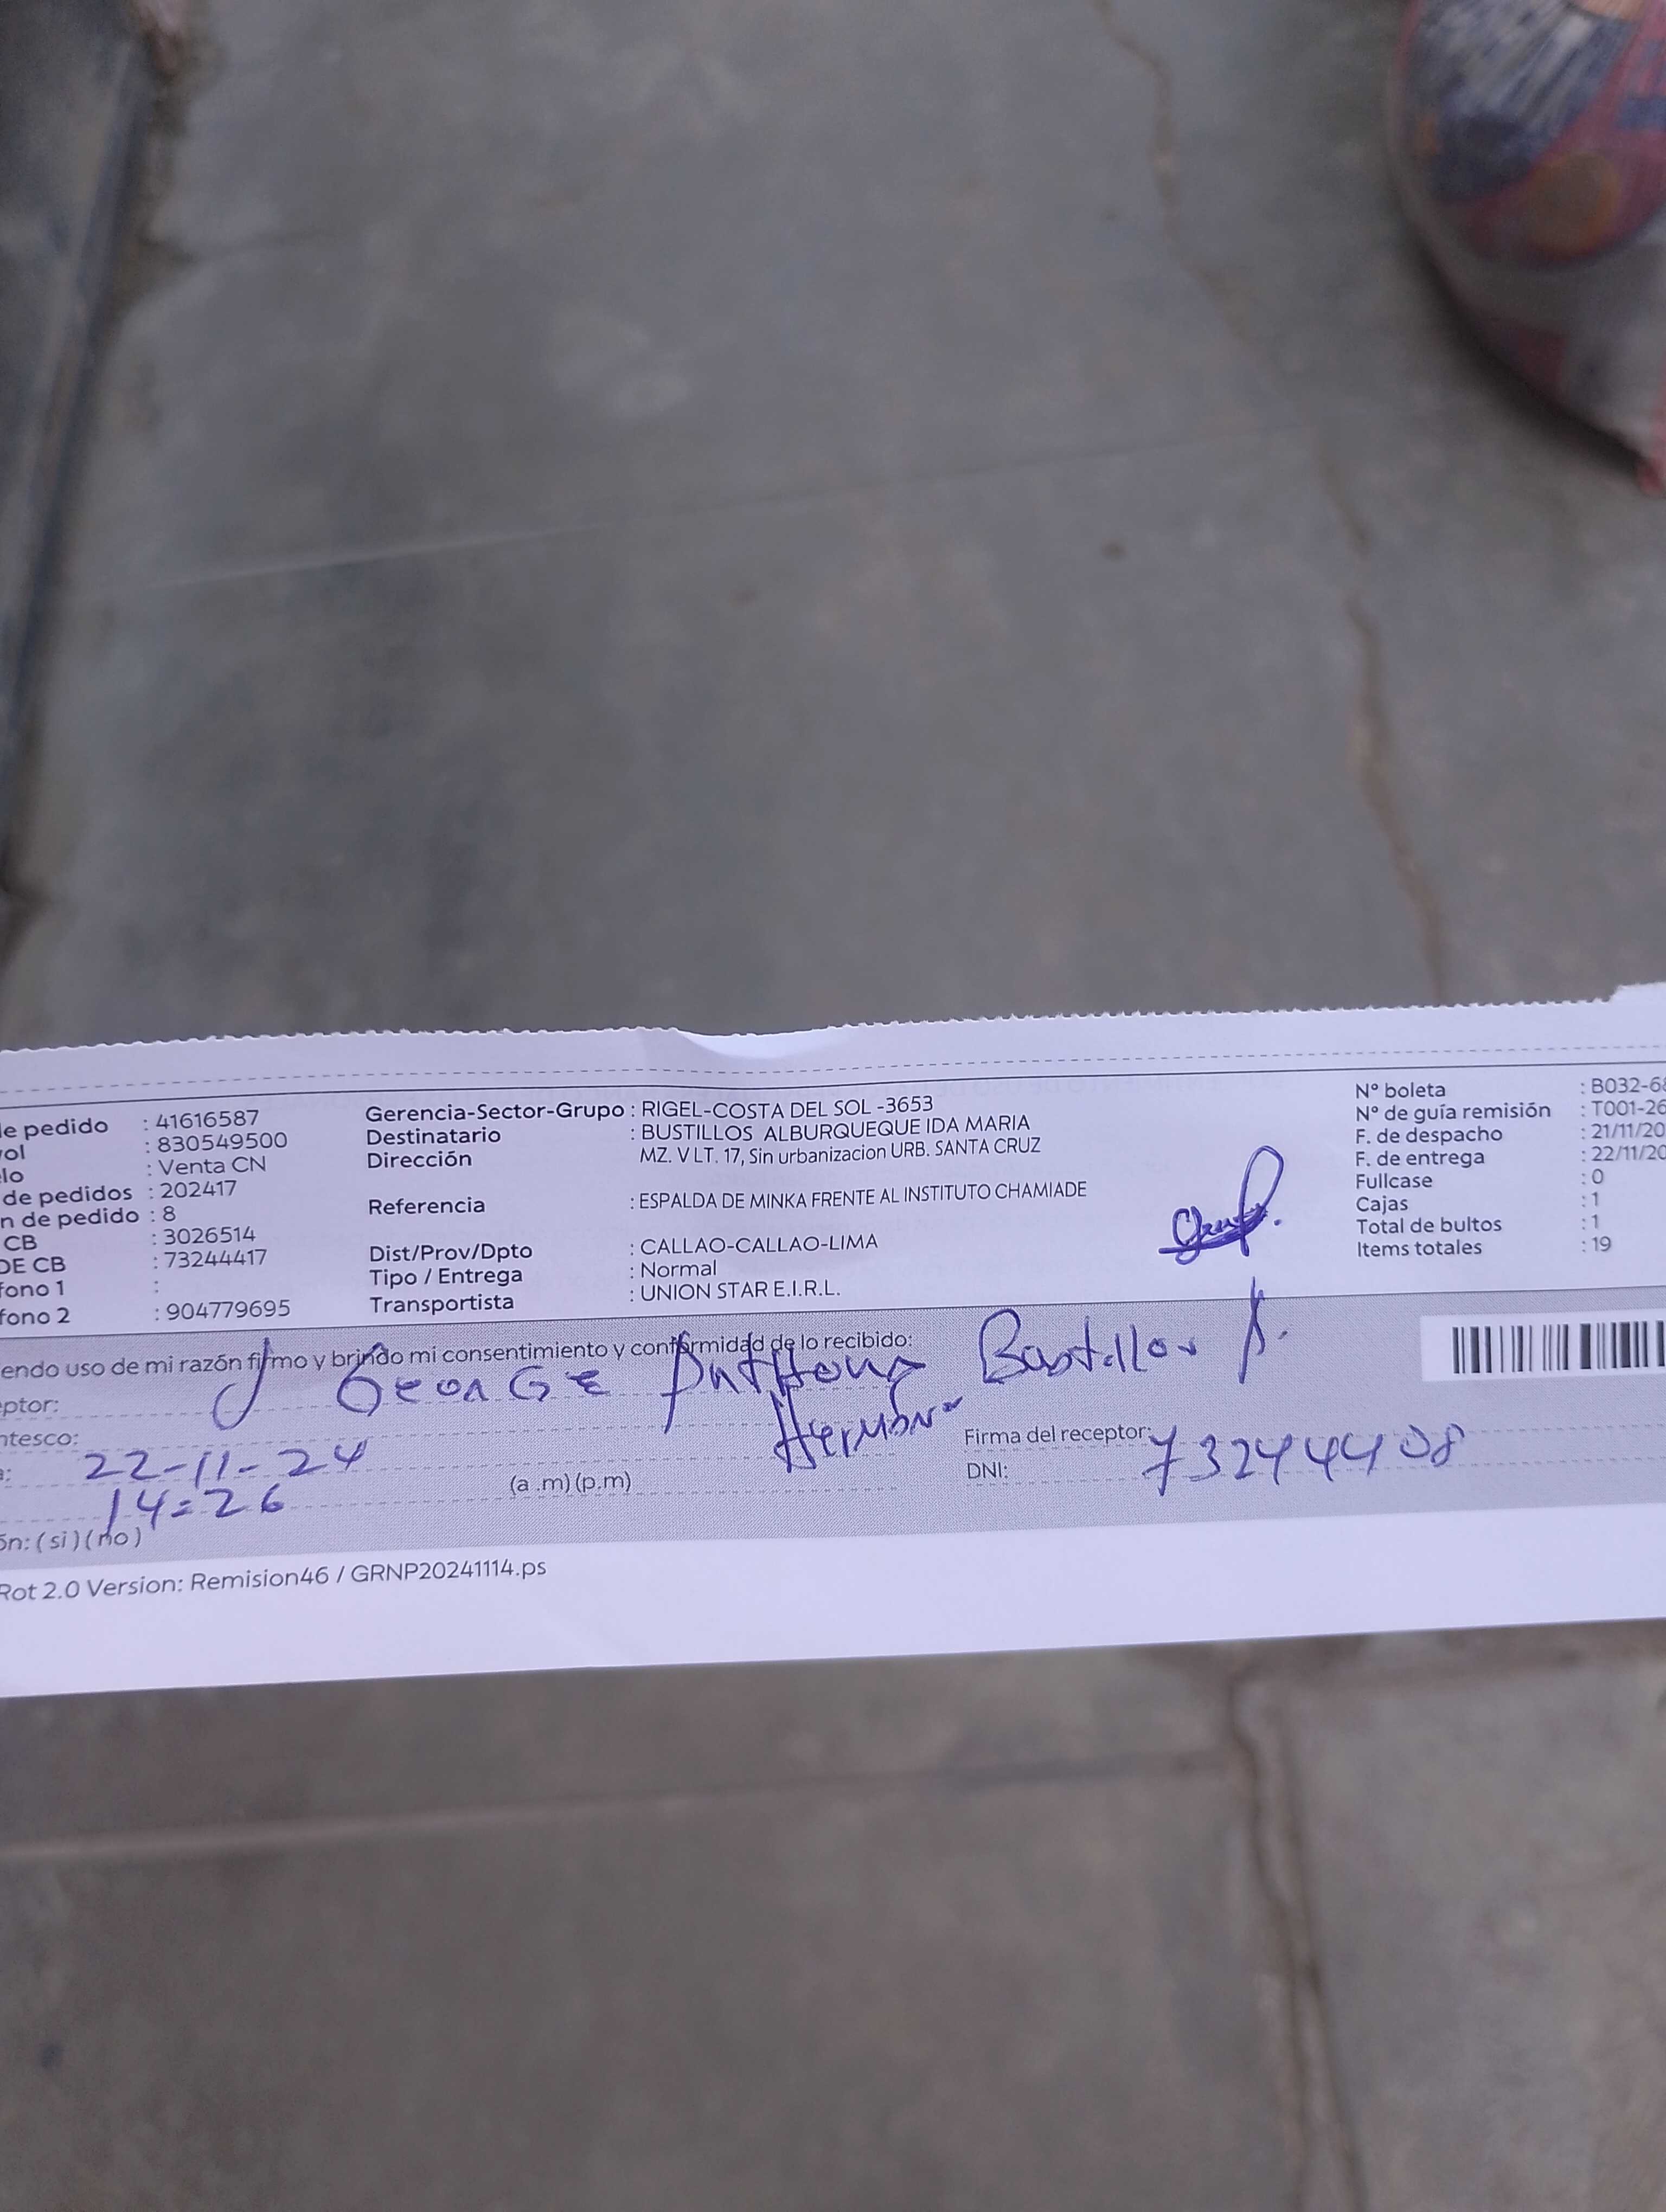 de pedido : 41616587
ol : 830549500
lo : Venta CN
de pedidos : 202417
n de pedido : 8
CB : 3026514
DE CB : 73244417
fono 1 :
fono 2 : 904779695
Gerencia-Sector-Grupo : RIGEL-COSTA DEL SOL -3653
Destinatario : BUSTILLOS ALBURQUEQUE IDA MARIA
Dirección MZ. V LT. 17, Sin urbanizacion URB. SANTA CRUZ
Referencia : ESPALDA DE MINKA FRENTE AL INSTITUTO CHAMIADE
Dist/Prov/Dpto : CALLAO-CALLAO-LIMA
Tipo / Entrega : Normal
Transportista : UNION STAR E.I.R.L.
N° boleta : B032-6
N° de guía remisión : T001-26
F. de despacho : 21/11/20
F. de entrega : 22/11/20
Fullcase : 0
Cajas : 1
Total de bultos : 1
Items totales : 19
endo uso de mi razón firmo y brindo mi consentimiento y conformidad de lo recibido:
ptor: George Anthony Bustillos A.
ntesco: Hermano
22-11-24
14:26 (a .m) (p.m)
Firma del receptor:
DNI: 73244408
ón: ( si ) ( no )
Rot 2.0 Version: Remision46 / GRNP20241114.ps